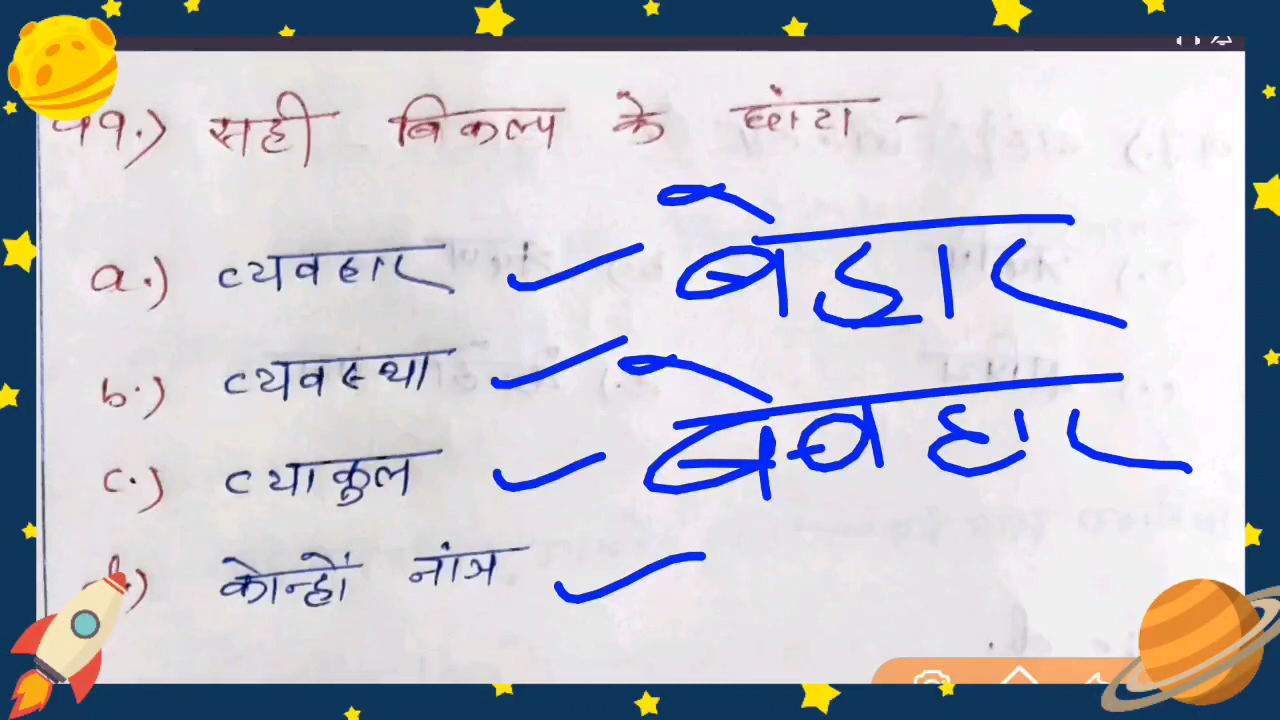 ११.) सही बिकल्प के छांटा -
a.) व्यवहार
बेड़ार
b.) व्यवस्था
बेवहार
c.) व्याकुल
कोन्हों नांत्र